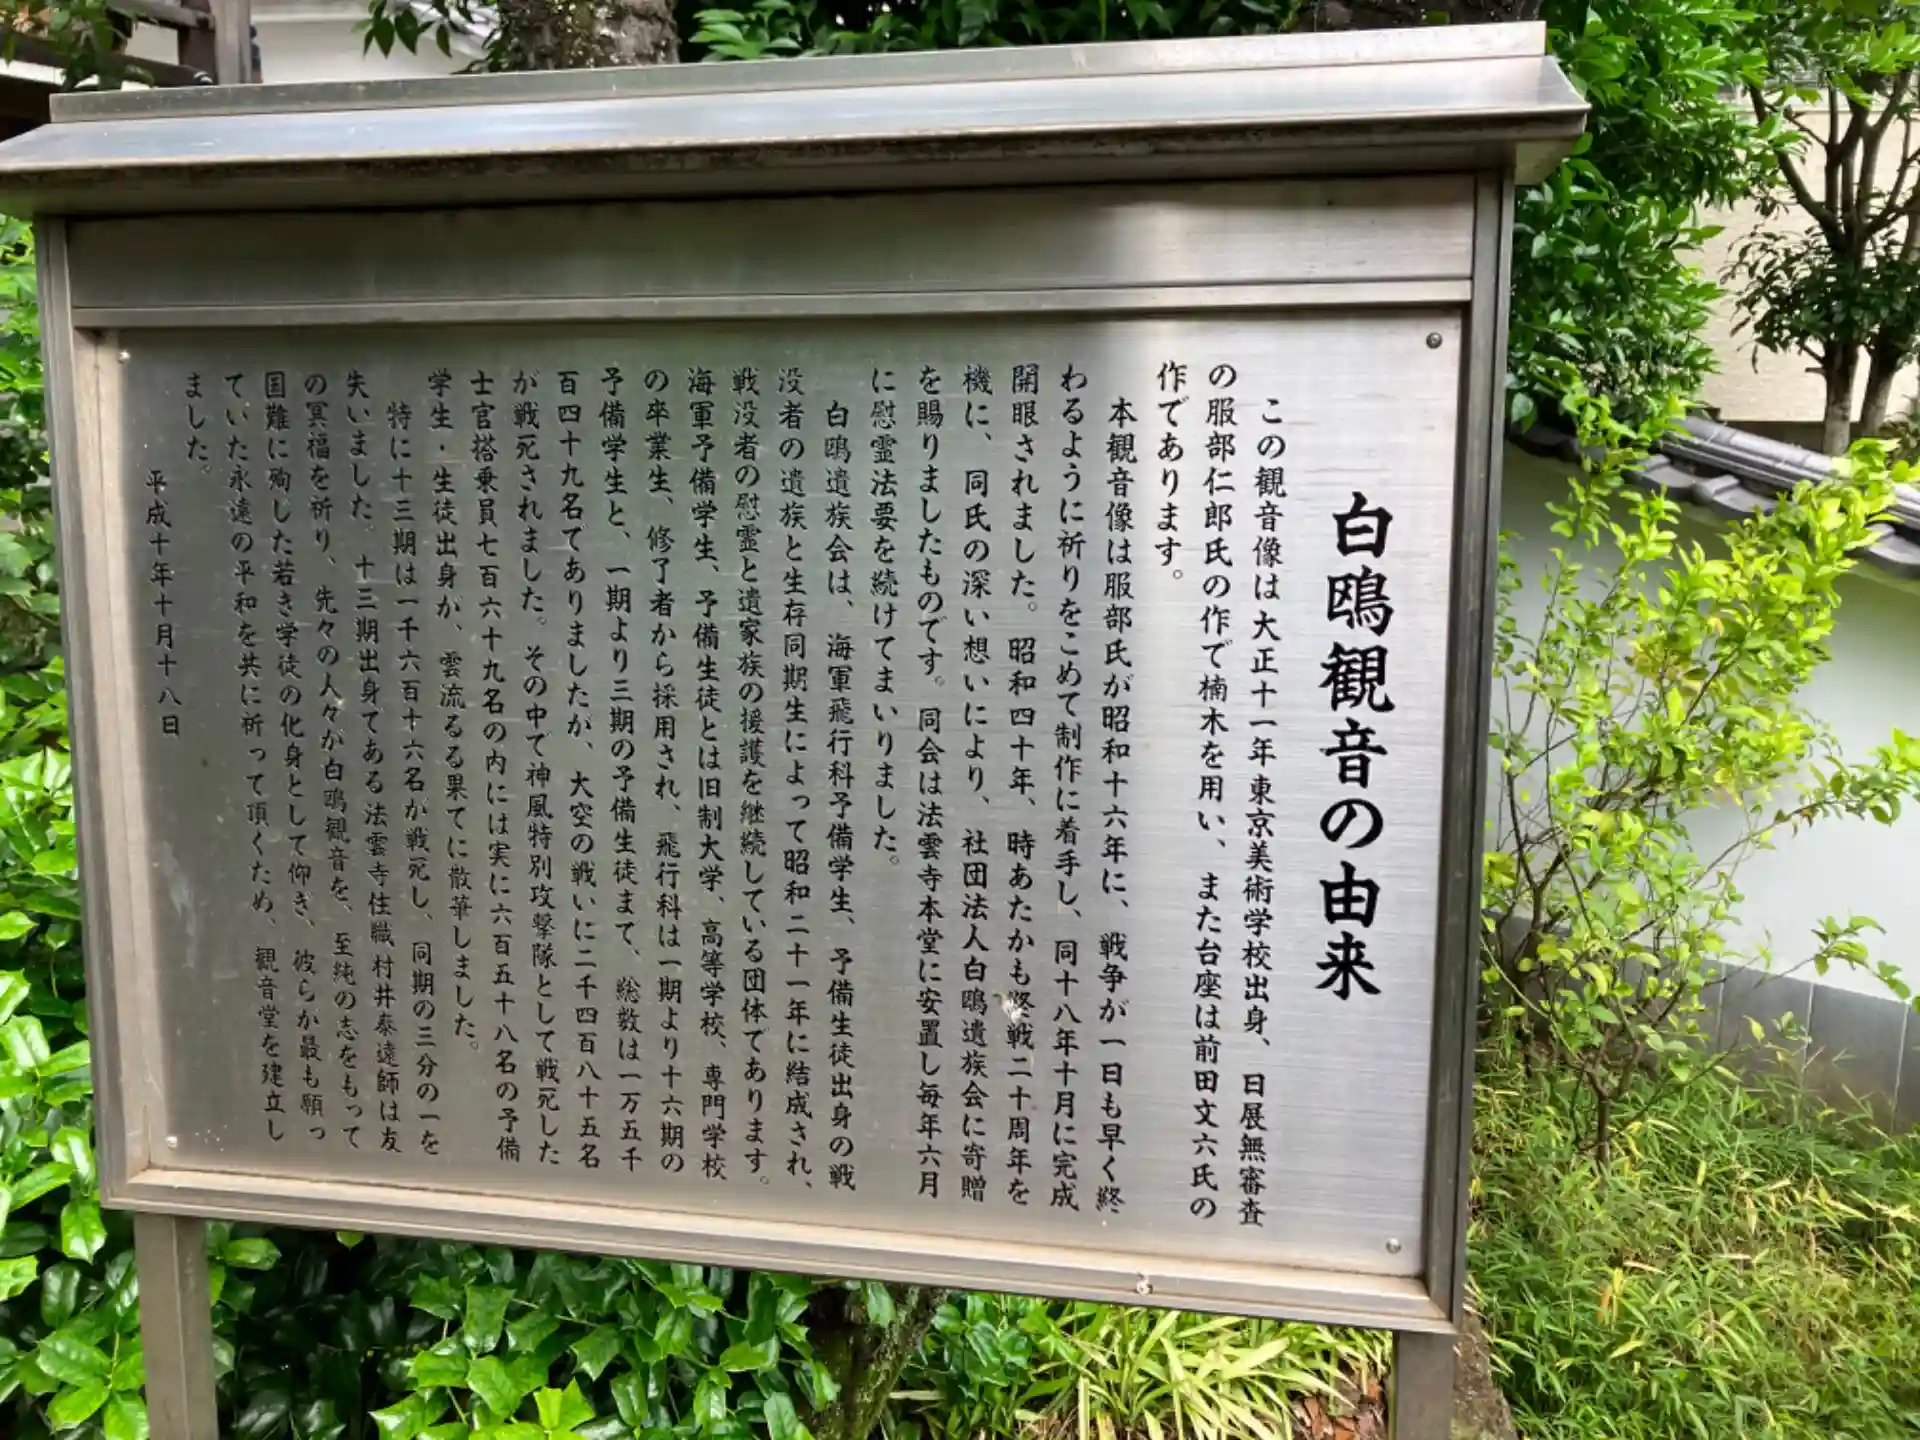 白鴎観音の由来
この観音像は大正十一年東京美術学校出身、日展無審査
の服部仁郎氏の作で楠木を用い、また台座は前田文六氏の
作であります。
本観音像は服部氏が昭和十六年に、戦争が一日も早く終
わるように祈りをこめて制作に着手し、同十八年十月に完成
開眼されました。昭和四十年、時あたかも終戦二十周年を
機に、同氏の深い想いにより、社団法人白鴎遺族会に寄贈
を賜りましたものです。同会は法雲寺本堂に安置し毎年六月
に慰霊法要を続けてまいりました。
白鴎遺族会は、海軍飛行科予備学生、予備生徒出身の戦
没者の遺族と生存同期生によって昭和二十一年に結成され、
戦没者の慰霊と遺家族の援護を継続している団体であります。
海軍予備学生、予備生徒とは旧制大学、高等学校、専門学校
の卒業生、修了者から採用され、飛行科は一期より十六期の
予備学生と、一期より三期の予備生徒まて、総数は一万五千
百四十九名でありましたが、大空の戦いに二千四百八十五名
が戦死されました。その中で神風特別攻撃隊として戦死した
士官搭乗員七百六十九名の内には実に六百五十八名の予備
学生・生徒出身が、雲流るる果てに散華しました。
特に十三期は一千六百十六名が戦死し、同期の三分の一を
失いました。十三期出身てある法雲寺住職村井泰遠師は友
の冥福を祈り、先々の人々が白鴎観音を、至純の志をもって
国難に殉した若き学徒の化身として仰ぎ、彼らか最も願っ
ていた永遠の平和を共に祈って頂くため、観音堂を建立し
ました。
平成十年十月十八日